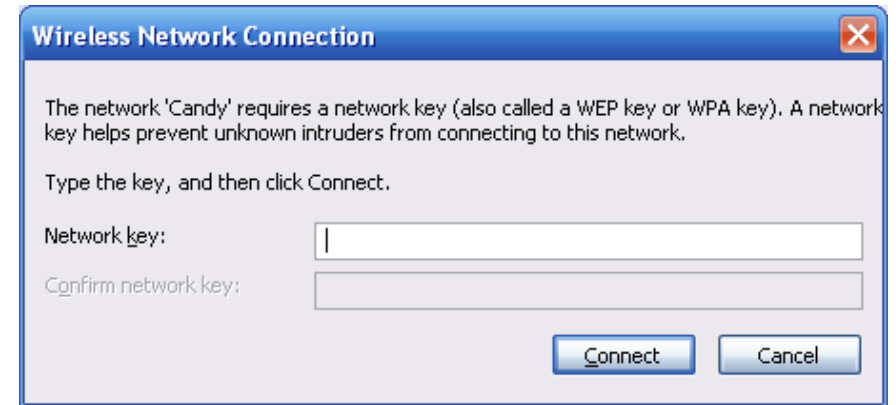 Wireless Network Connection
The network 'Candy' requires a network key (also called a WEP key or WPA key). A network
key helps prevent unknown intruders from connecting to this network.
Type the key, and then click Connect.
Network key:
Confirm network key:
Connect Cancel